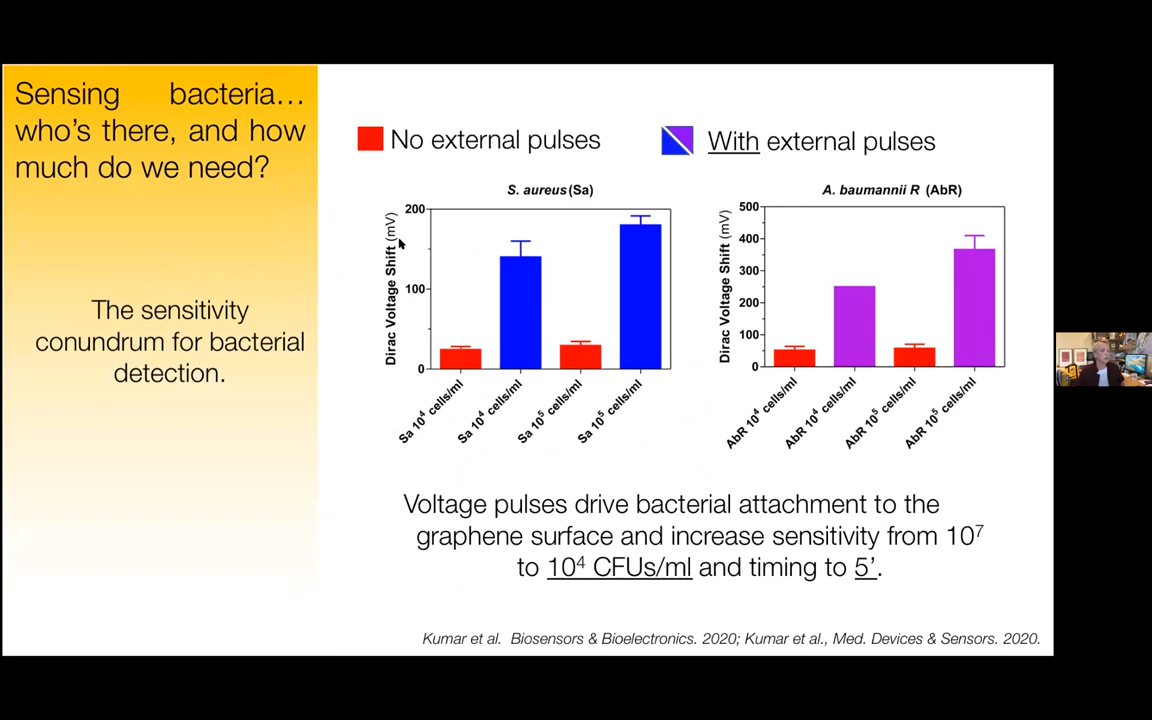 Sensing bacteria…
who's there, and how
much do we need?
The sensitivity
conundrum for bacterial
detection.
No external pulses
With external pulses
S. aureus (Sa)
Dirac Voltage Shift (mV)
200
100
0
Sa 10⁴ cells/ml
Sa 10⁴ cells/ml
Sa 10⁵ cells/ml
Sa 10⁵ cells/ml
A. baumannii R (AbR)
Dirac Voltage Shift (mV)
500
400
300
200
100
0
AbR 10⁴ cells/ml
AbR 10⁴ cells/ml
AbR 10⁵ cells/ml
AbR 10⁵ cells/ml
Voltage pulses drive bacterial attachment to the
graphene surface and increase sensitivity from 10⁷
to 10⁴ CFUs/ml and timing to 5’.
Kumar et al. Biosensors & Bioelectronics. 2020; Kumar et al., Med. Devices & Sensors. 2020.